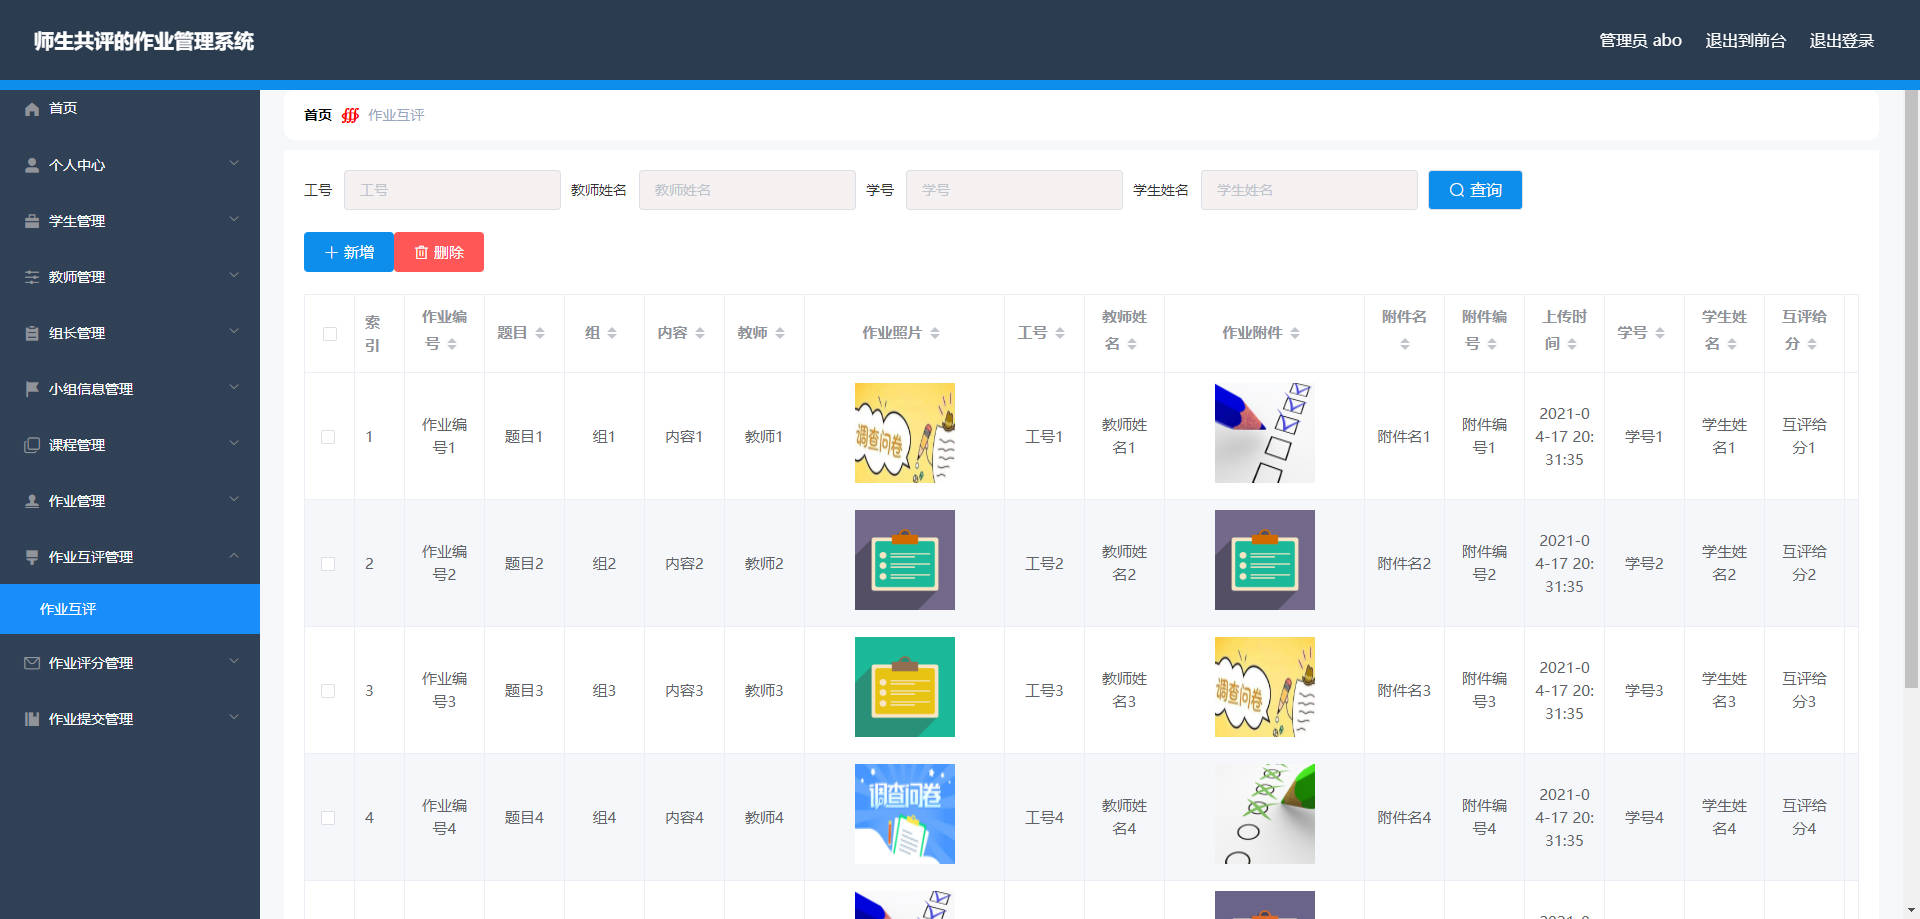 师生共评的作业管理系统
管理员 abo 退出到前台 退出登录
首页
个人中心
学生管理
教师管理
组长管理
小组信息管理
课程管理
作业管理
作业互评管理
作业互评
作业评分管理
作业提交管理
首页 作业互评
工号 工号 教师姓名 教师姓名 学号 学号 学生姓名 学生姓名 查询
新增 删除
索引 作业编号 题目 组 内容 教师 作业照片 工号 教师姓名 作业附件 附件名 附件编号 上传时间 学号 学生姓名 互评给分
1 作业编号1 题目1 组1 内容1 教师1 调查问卷 工号1 教师姓名1 附件名1 附件编号1 2021-04-17 20:31:35 学号1 学生姓名1 互评给分1
2 作业编号2 题目2 组2 内容2 教师2 工号2 教师姓名2 附件名2 附件编号2 2021-04-17 20:31:35 学号2 学生姓名2 互评给分2
3 作业编号3 题目3 组3 内容3 教师3 工号3 教师姓名3 调查问卷 附件名3 附件编号3 2021-04-17 20:31:35 学号3 学生姓名3 互评给分3
4 作业编号4 题目4 组4 内容4 教师4 调查问卷 工号4 教师姓名4 附件名4 附件编号4 2021-04-17 20:31:35 学号4 学生姓名4 互评给分4